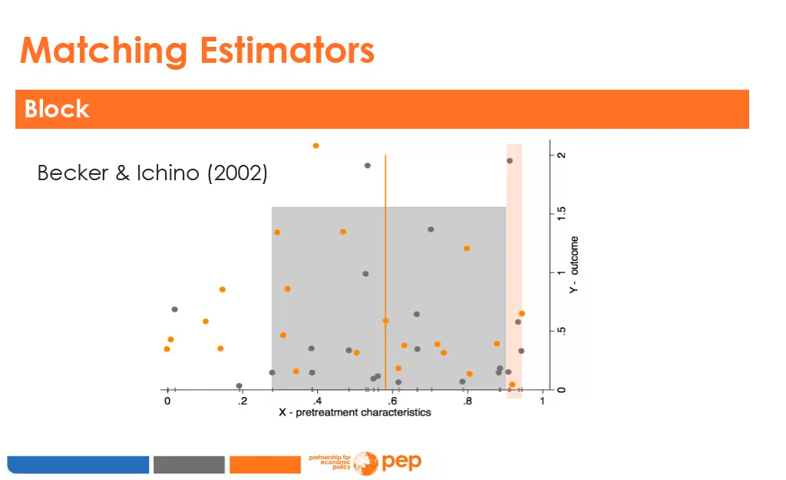 Matching Estimators
Block
Becker & Ichino (2002)
2
1.5
1
.5
0
Y - outcome
0 .2 .4 .6 .8 1
X - pretreatment characteristics
partnership for
economic
policy
pep